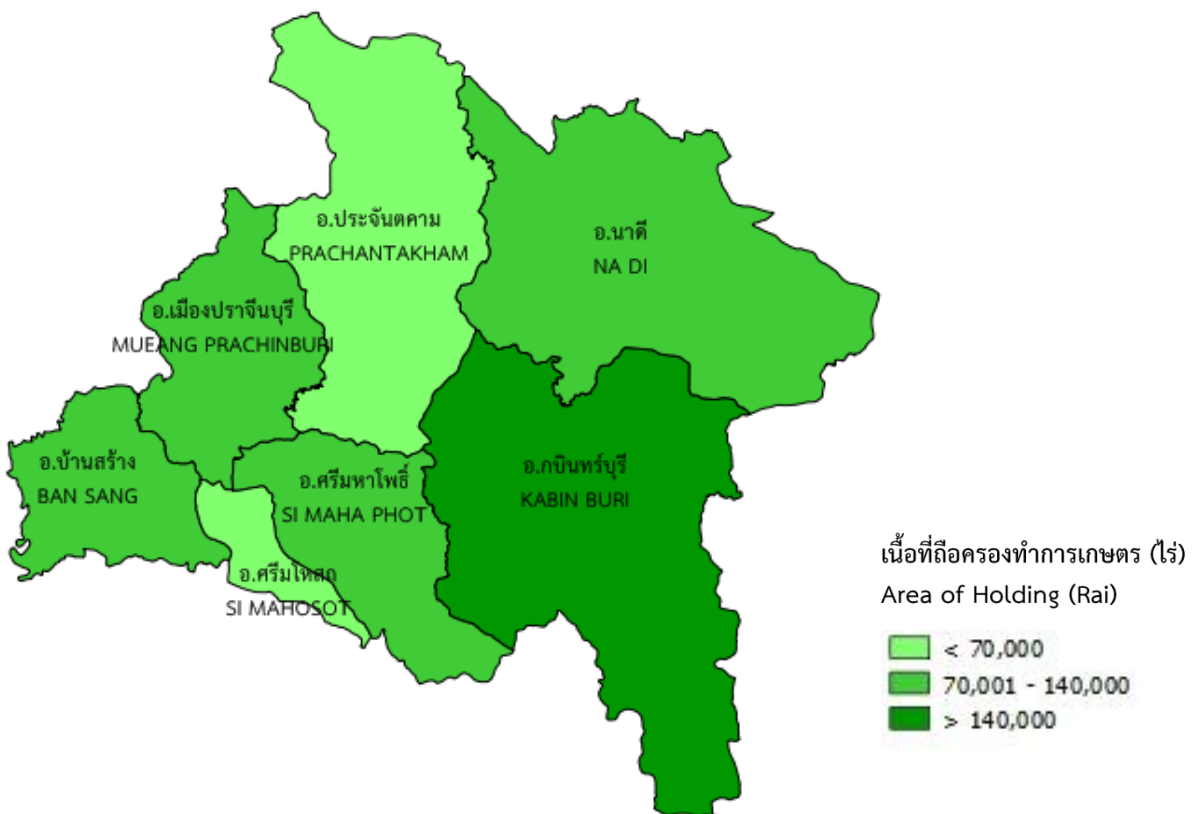 อ.ประจันตคาม
PRACHANTAKHAM
อ.นาดี
NA DI
อ.เมืองปราจีนบุรี
MUEANG PRACHINBURI
อ.บ้านสร้าง
BAN SANG
อ.ศรีมหาโพธิ์
SI MAHA PHOT
อ.กบินทร์บุรี
KABIN BURI
อ.ศรีมโหสถ
SI MAHOSOT
เนื้อที่ถือครองทำการเกษตร (ไร่)
Area of Holding (Rai)
< 70,000
70,001 - 140,000
> 140,000